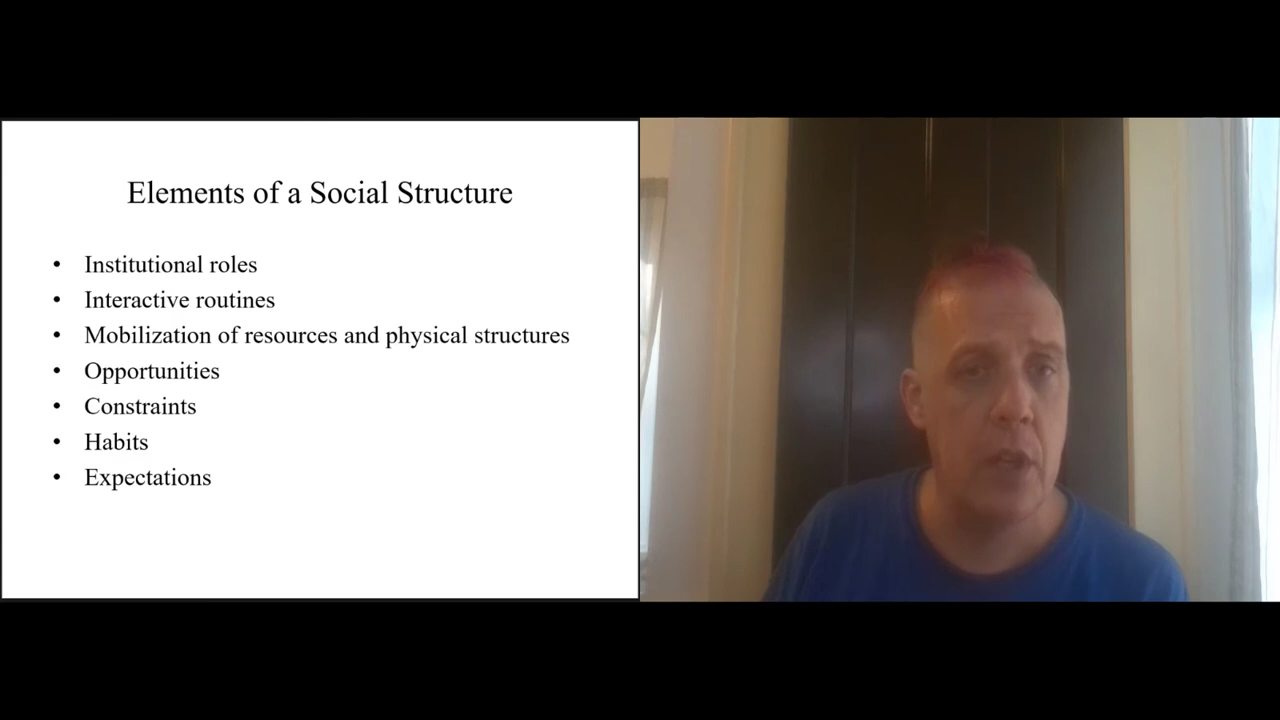 Elements of a Social Structure
• Institutional roles
• Interactive routines
• Mobilization of resources and physical structures
• Opportunities
• Constraints
• Habits
• Expectations